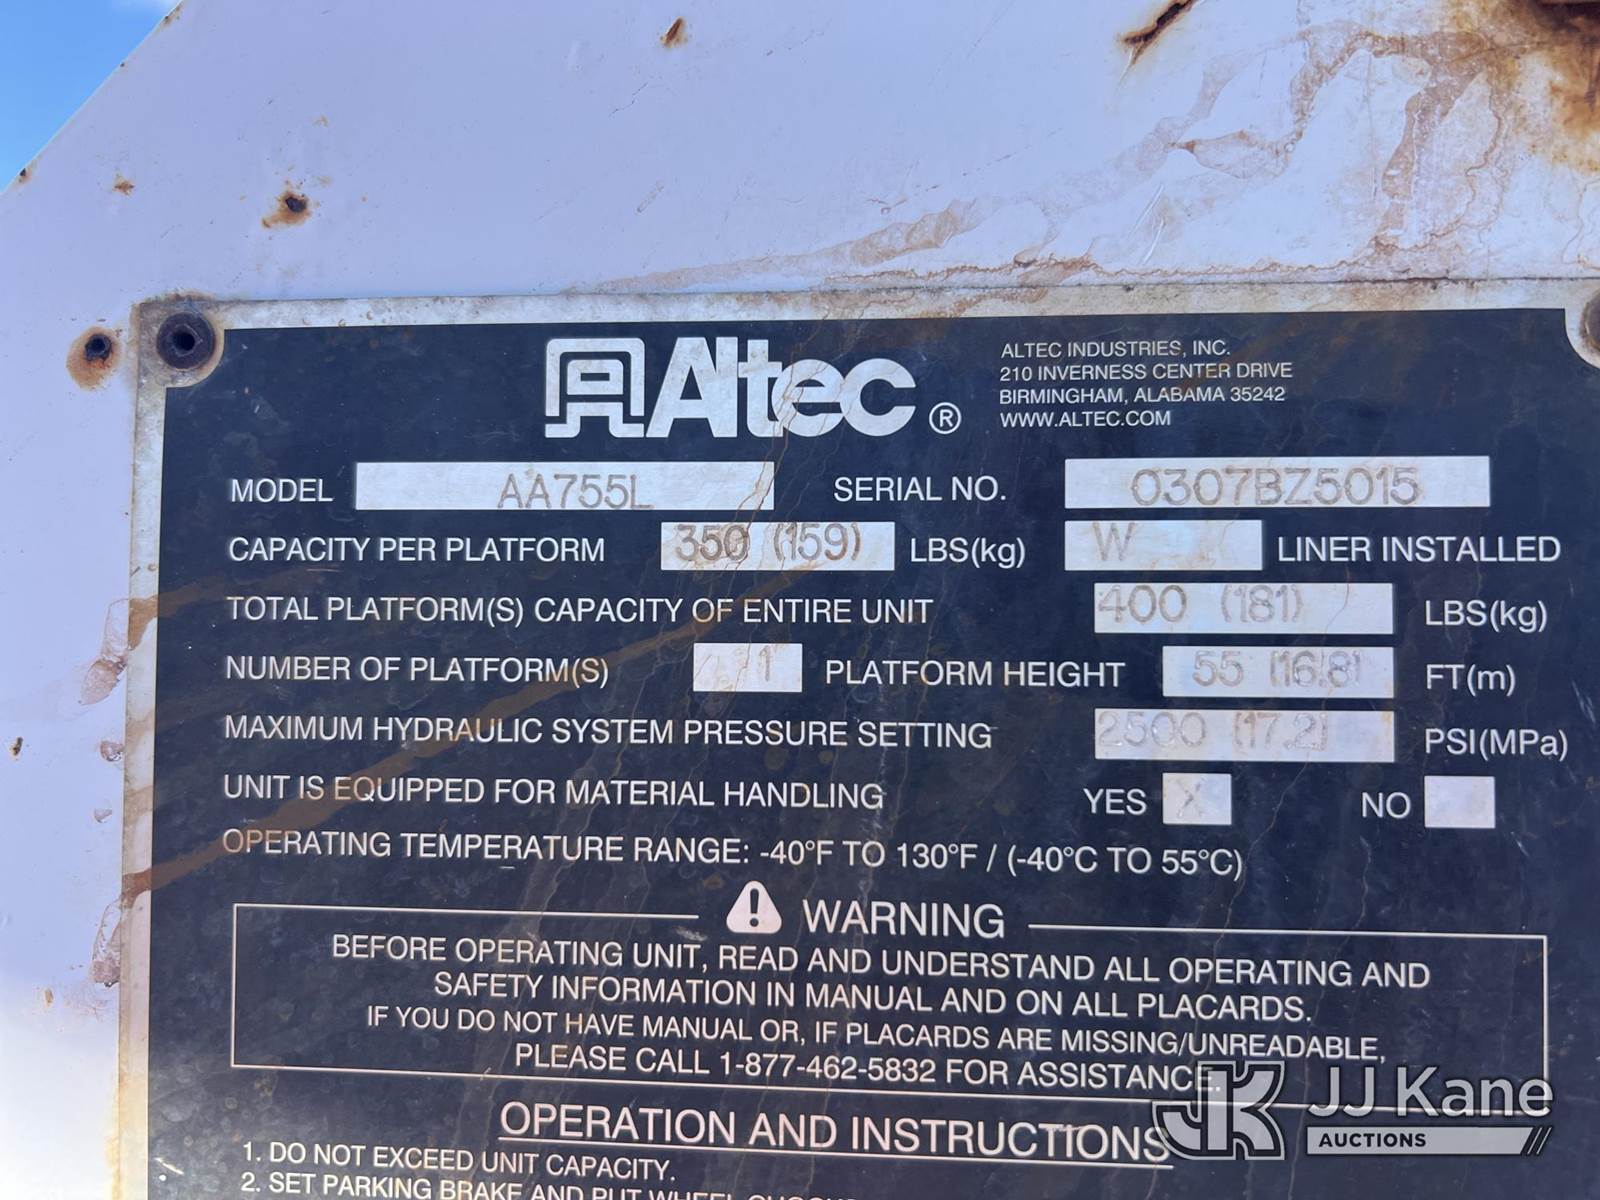 Altec ®
ALTEC INDUSTRIES, INC.
210 INVERNESS CENTER DRIVE
BIRMINGHAM, ALABAMA 35242
WWW.ALTEC.COM
MODEL AA755L SERIAL NO. 0307BZ5015
CAPACITY PER PLATFORM 350 (159) LBS(kg) W LINER INSTALLED
TOTAL PLATFORM(S) CAPACITY OF ENTIRE UNIT 400 (181) LBS(kg)
NUMBER OF PLATFORM(S) 1 PLATFORM HEIGHT 55 (16.8) FT(m)
MAXIMUM HYDRAULIC SYSTEM PRESSURE SETTING 2500 (17.2) PSI(MPa)
UNIT IS EQUIPPED FOR MATERIAL HANDLING YES X NO
OPERATING TEMPERATURE RANGE: -40°F TO 130°F / (-40°C TO 55°C)
WARNING
BEFORE OPERATING UNIT, READ AND UNDERSTAND ALL OPERATING AND
SAFETY INFORMATION IN MANUAL AND ON ALL PLACARDS.
IF YOU DO NOT HAVE MANUAL OR, IF PLACARDS ARE MISSING/UNREADABLE,
PLEASE CALL 1-877-462-5832 FOR ASSISTANCE.
OPERATION AND INSTRUCTIONS
1. DO NOT EXCEED UNIT CAPACITY.
2. SET PARKING BRAKE AND PUT WHEEL
JK JJ Kane
AUCTIONS